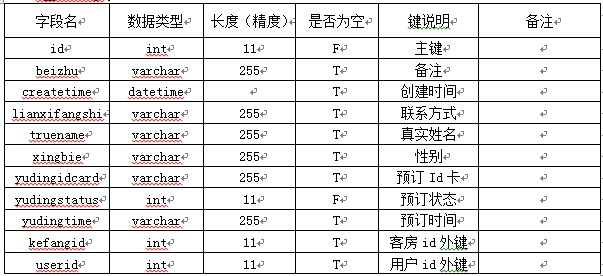 字段名 数据类型 长度（精度） 是否为空 键说明 备注
id int 11 F 主键
beizhu varchar 255 T 备注
createtime datetime T 创建时间
lianxifangshi varchar 255 T 联系方式
truename varchar 255 T 真实姓名
xingbie varchar 255 T 性别
yudingidcard varchar 255 T 预订 Id 卡
yudingstatus int 11 F 预订状态
yudingtime varchar 255 T 预订时间
kefangid int 11 T 客房 id 外键
userid int 11 T 用户 id 外键